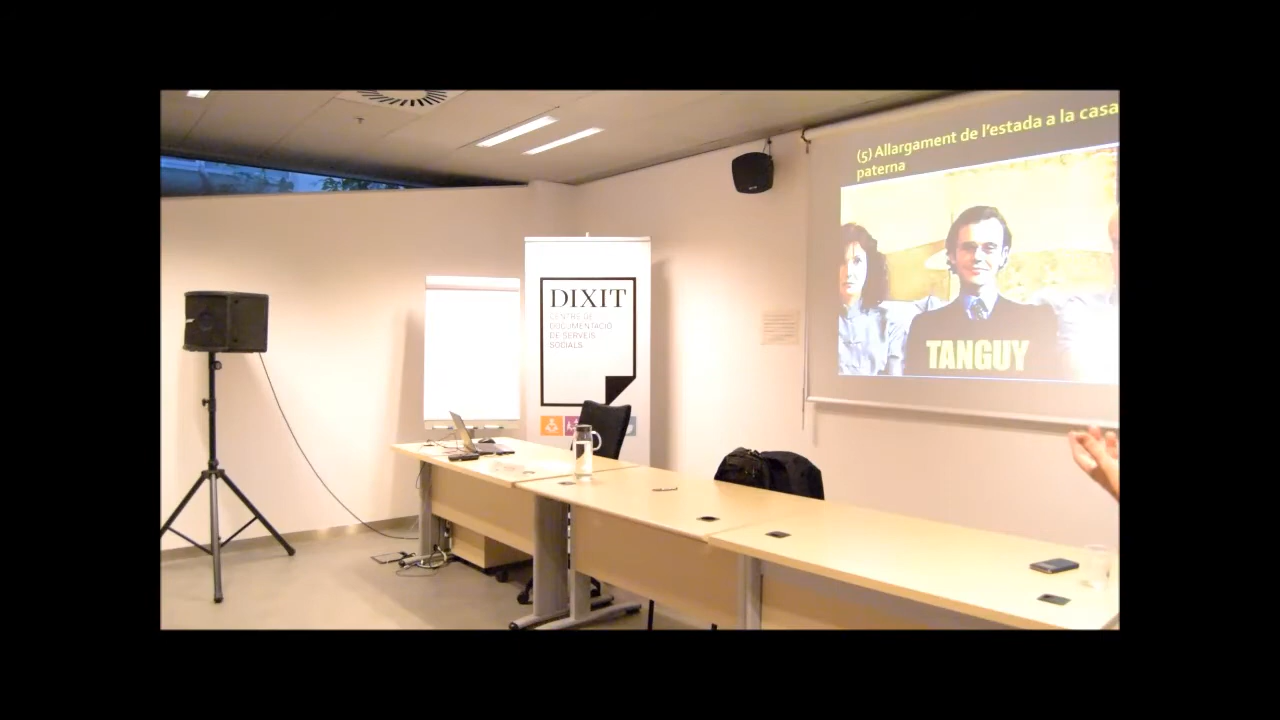 (5) Allargament de l'estada a la casa
paterna
TANGUY
DIXIT
CENTRE DE
DOCUMENTACIÓ
DE SERVEIS
SOCIALS